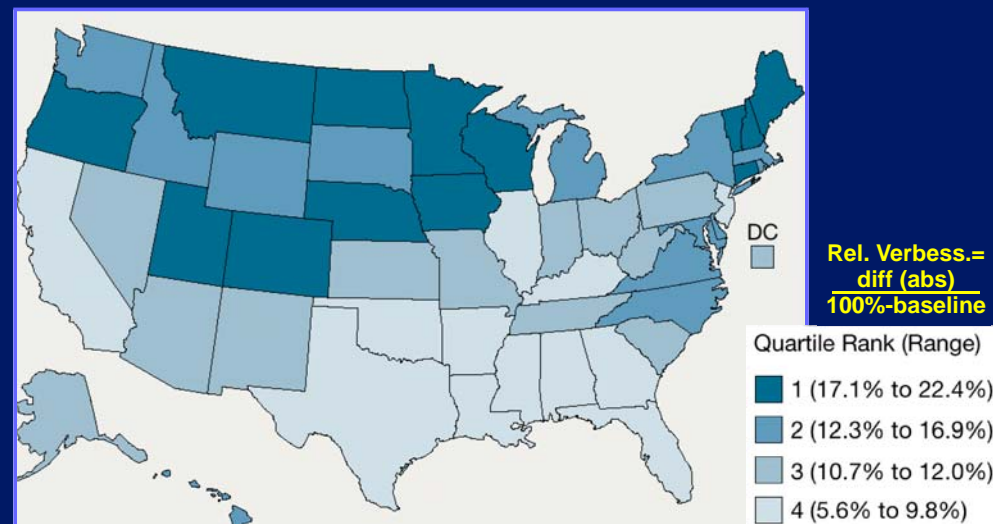 DC
Rel. Verbess.=
diff (abs)
100%-baseline
Quartile Rank (Range)
1 (17.1% to 22.4%)
2 (12.3% to 16.9%)
3 (10.7% to 12.0%)
4 (5.6% to 9.8%)